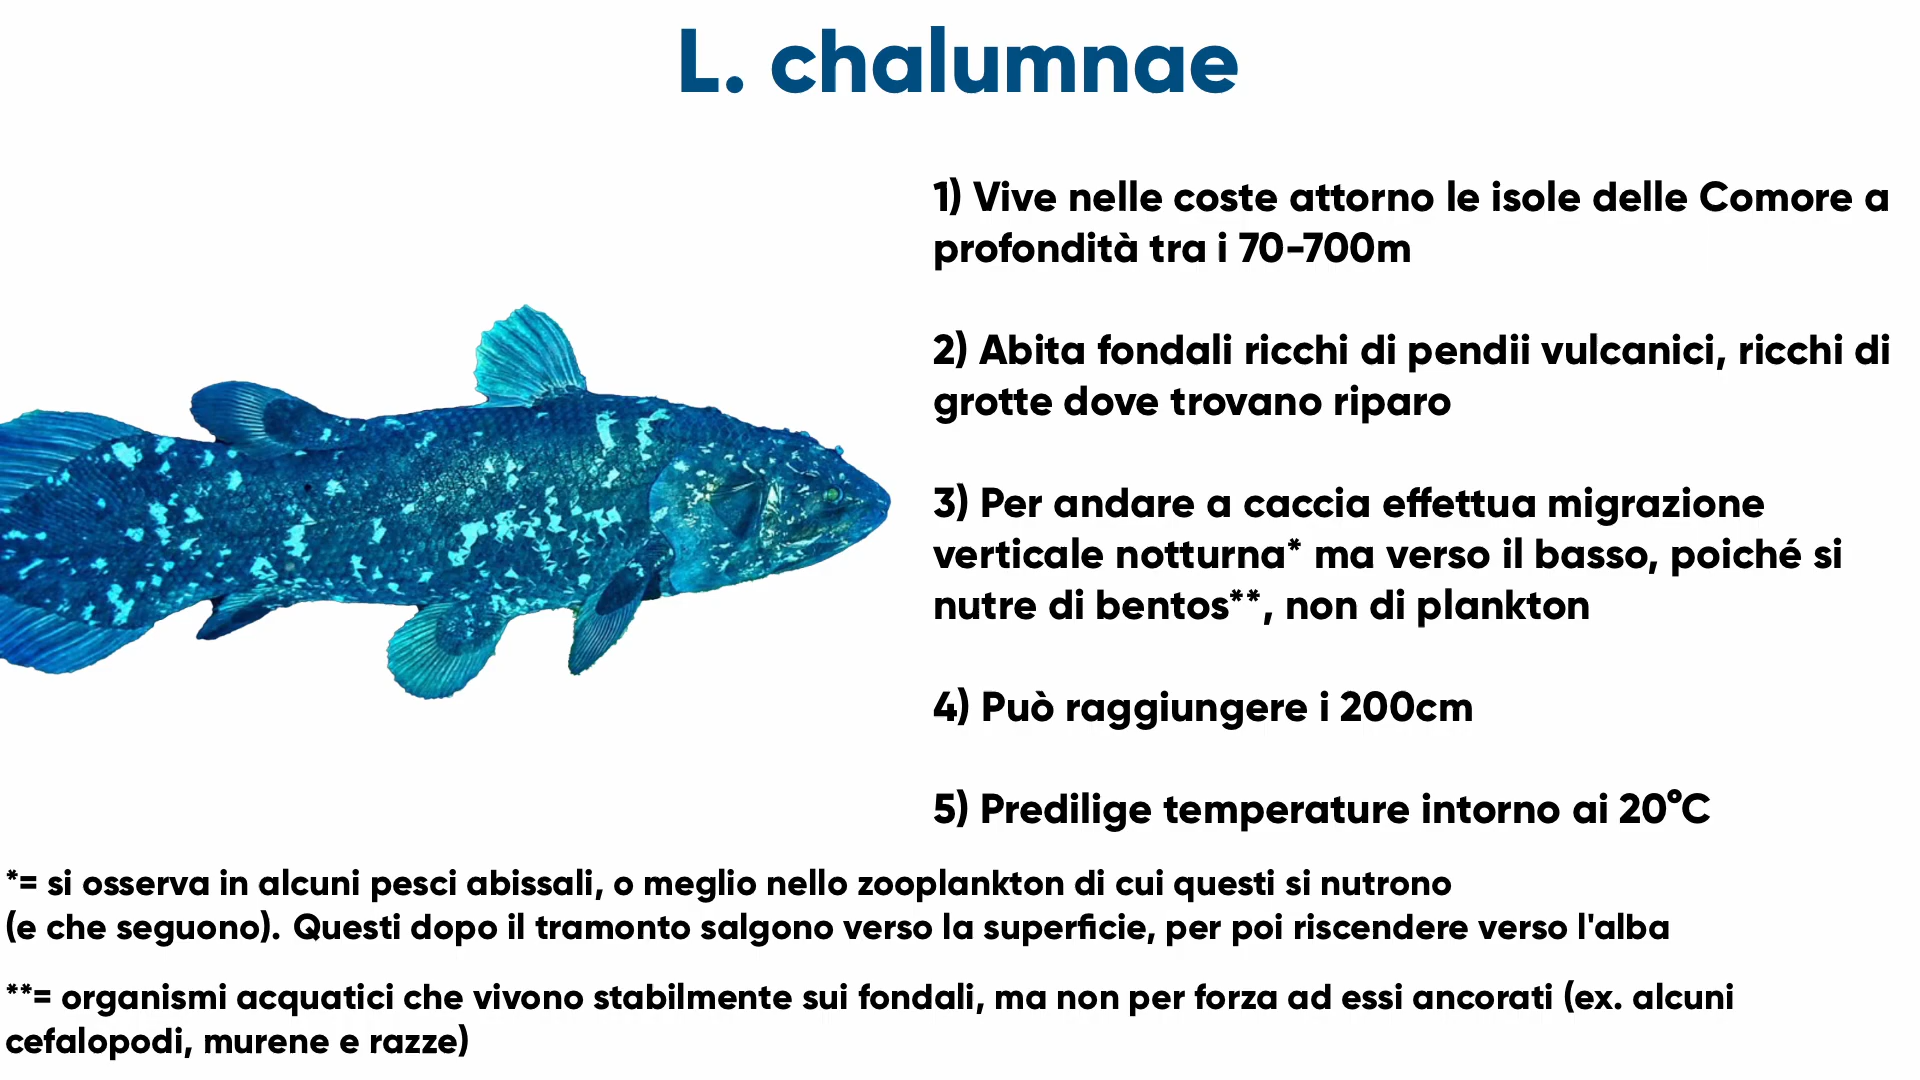 L. chalumnae
1) Vive nelle coste attorno le isole delle Comore a
profondità tra i 70-700m
2) Abita fondali ricchi di pendii vulcanici, ricchi di
grotte dove trovano riparo
3) Per andare a caccia effettua migrazione
verticale notturna* ma verso il basso, poiché si
nutre di bentos**, non di plankton
4) Può raggiungere i 200cm
5) Predilige temperature intorno ai 20°C
*= si osserva in alcuni pesci abissali, o meglio nello zooplankton di cui questi si nutrono
(e che seguono). Questi dopo il tramonto salgono verso la superficie, per poi riscendere verso l'alba
**= organismi acquatici che vivono stabilmente sui fondali, ma non per forza ad essi ancorati (ex. alcuni
cefalopodi, murene e razze)